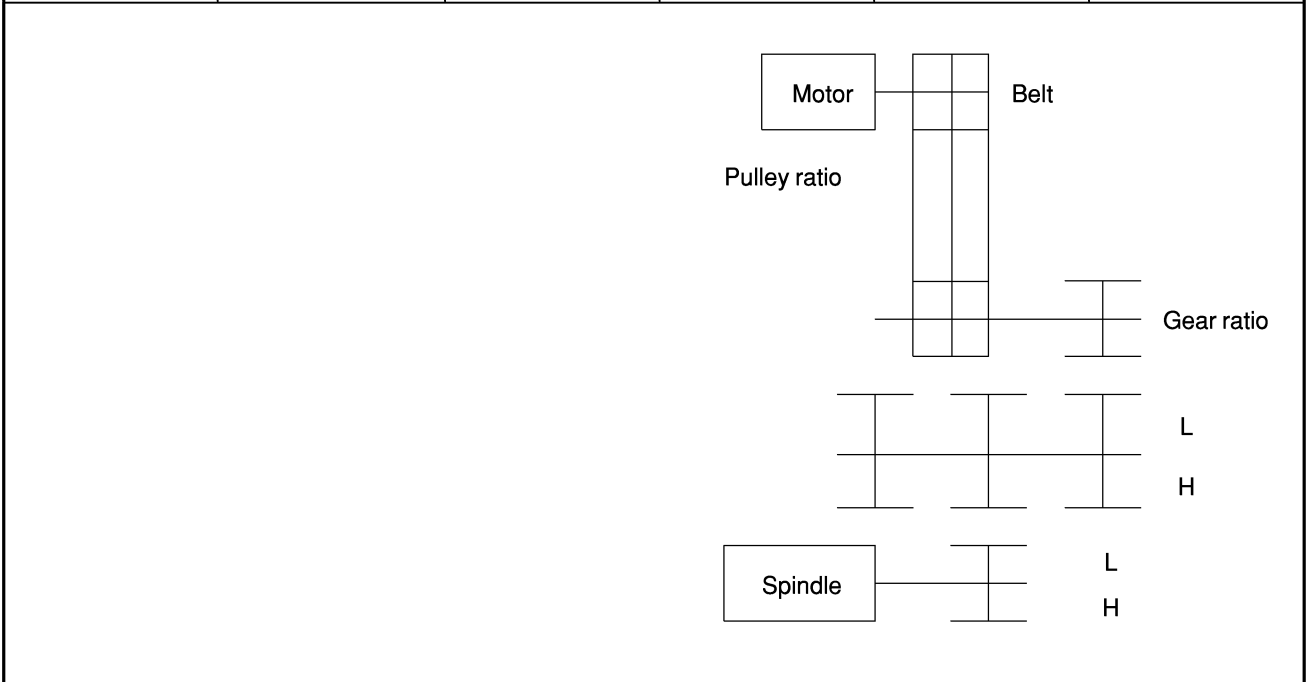 Motor
Belt
Pulley ratio
Gear ratio
L
H
L
Spindle
H